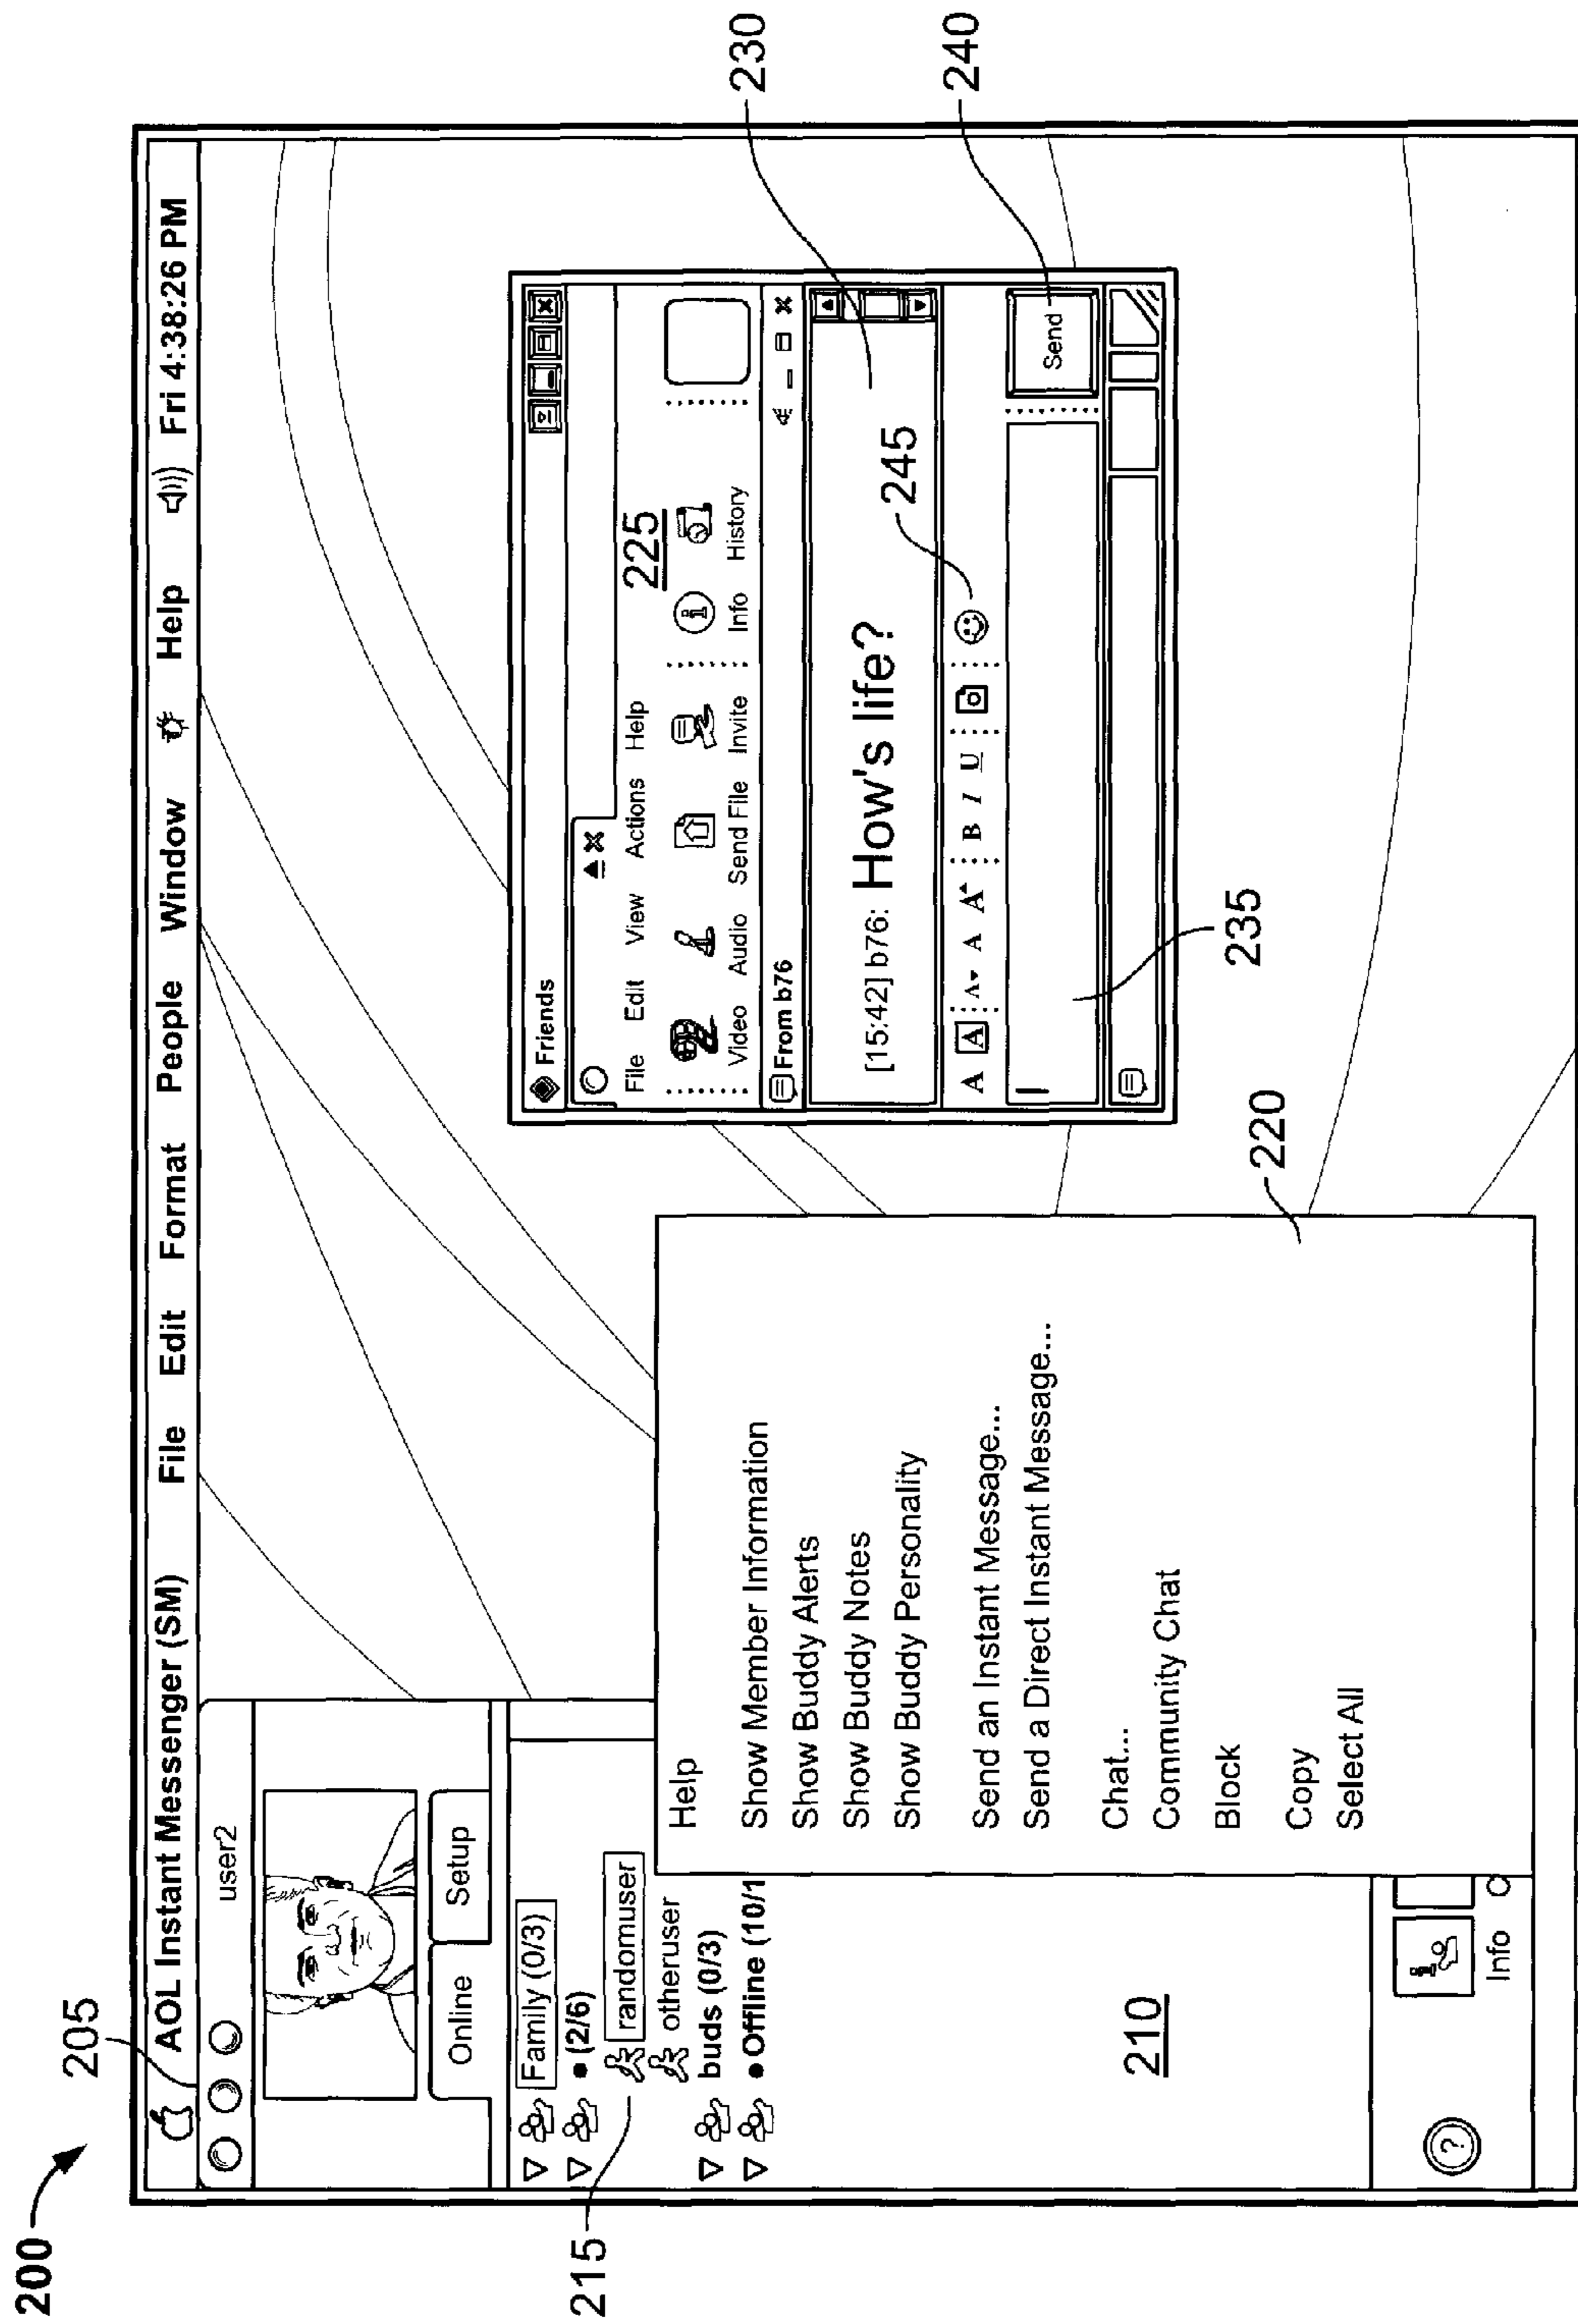 200
205
AOL Instant Messenger (SM) File Edit Format People Window Help Fri 4:38:26 PM
user2
Online Setup
Family (0/3)
• (2/6)
215
randomuser
otheruser
buds (0/3)
• Offline (10/1
210
?
Info
Help
Show Member Information
Show Buddy Alerts
Show Buddy Notes
Show Buddy Personality
Send an Instant Message...
Send a Direct Instant Message...
Chat...
Community Chat
Block
Copy
Select All
220
Friends
File Edit View Actions Help
225
Video Audio Send File Invite Info History
From b76
[15:42] b76: How's life?
230
A A A A A B I U
245
Send
240
235